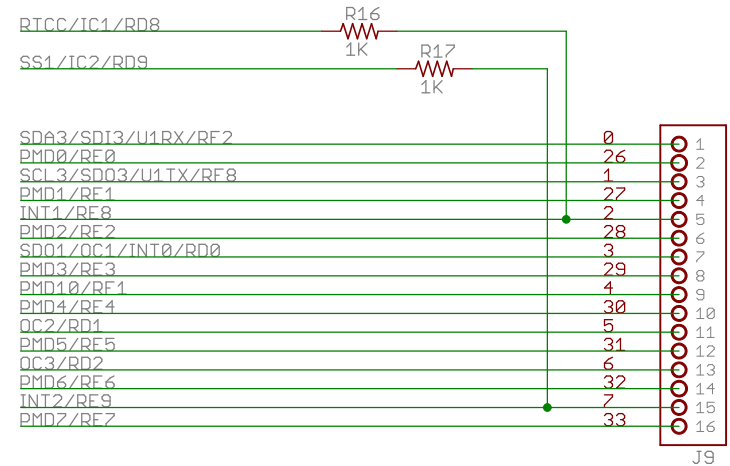 R16
RTCC/IC1/RD8
1K
R17
SS1/IC2/RD9
1K
SDA3/SDI3/U1RX/RF2 0 1
PMD0/RE0 26 2
SCL3/SDO3/U1TX/RF8 1 3
PMD1/RE1 27 4
INT1/RE8 2 5
PMD2/RE2 28 6
SDO1/OC1/INT0/RD0 3 7
PMD3/RE3 29 8
PMD10/RF1 4 9
PMD4/RE4 30 10
OC2/RD1 5 11
PMD5/RE5 31 12
OC3/RD2 6 13
PMD6/RE6 32 14
INT2/RE9 7 15
PMD7/RE7 33 16
J9